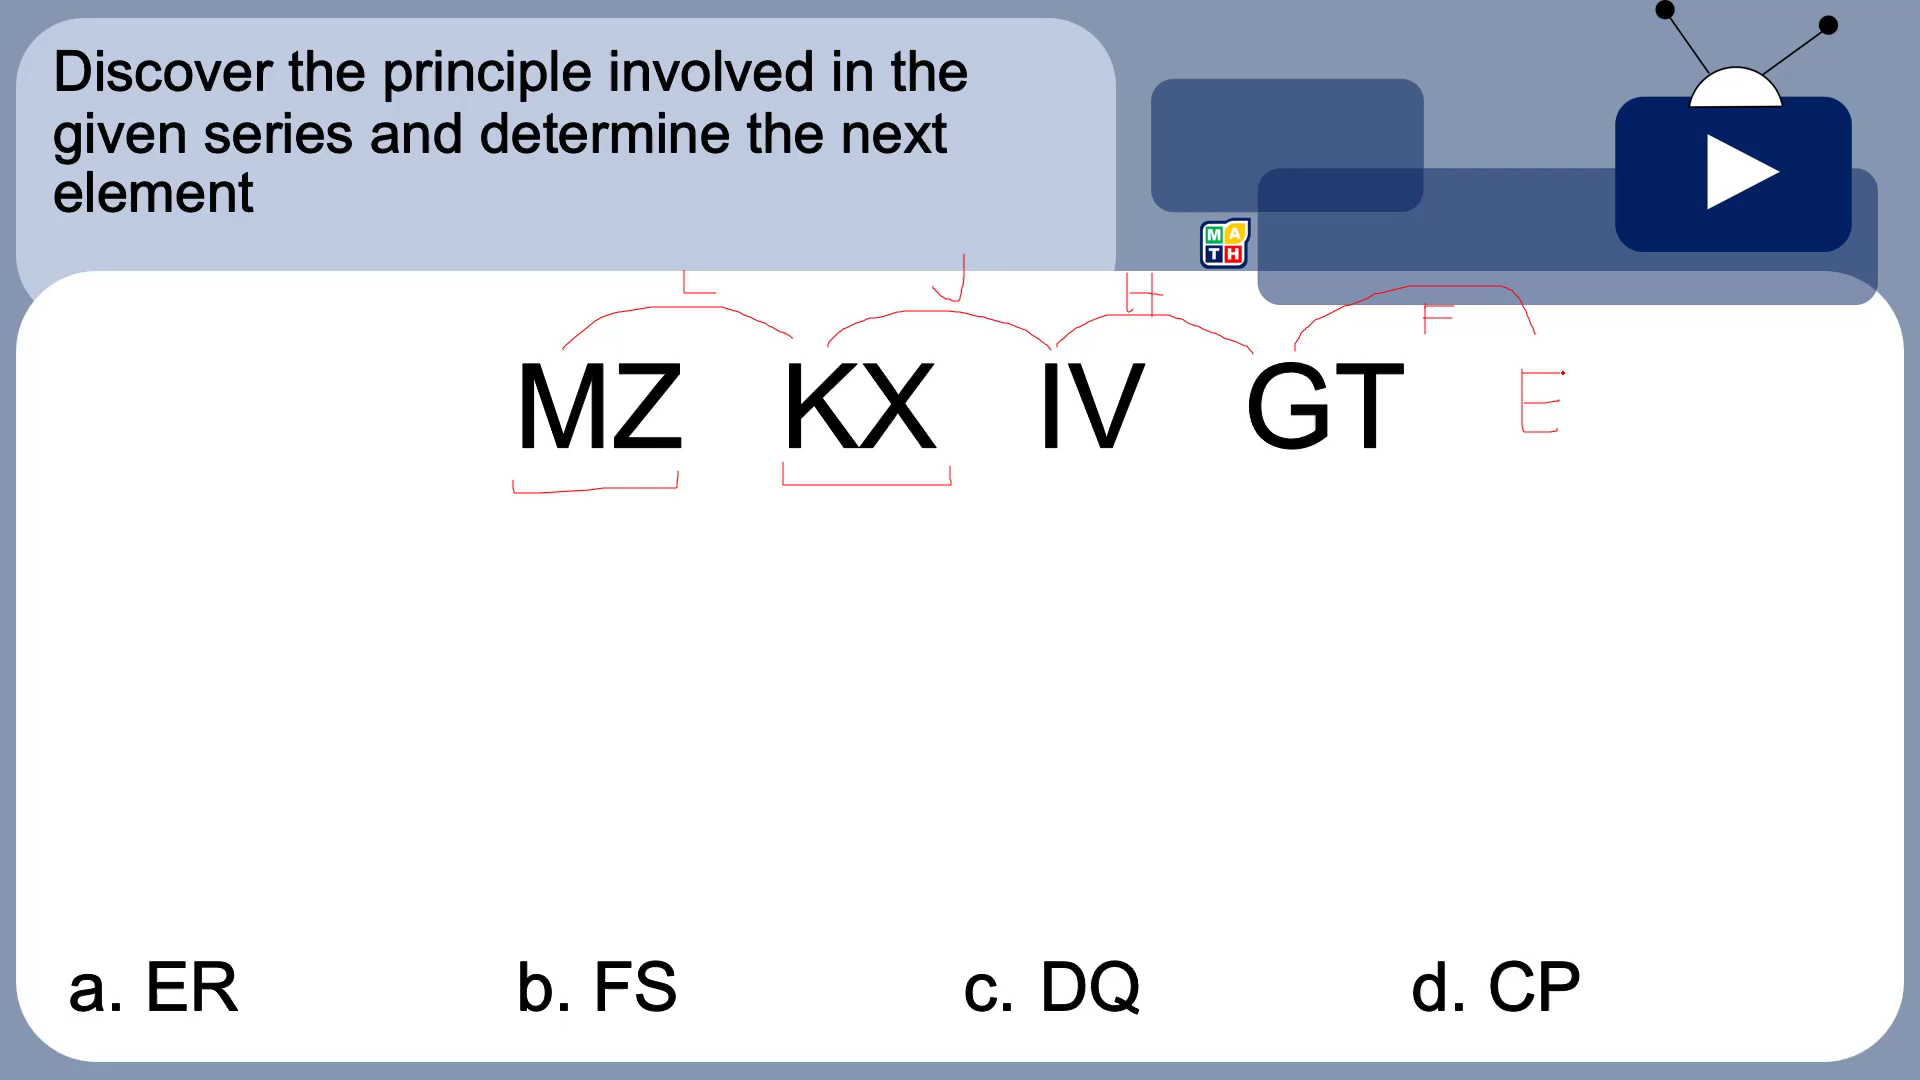 Discover the principle involved in the
given series and determine the next
element
M A
T H
L J H F
MZ KX IV GT E
a. ER b. FS c. DQ d. CP